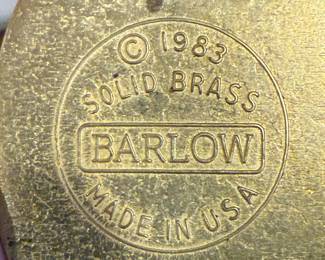 © 1983
SOLID BRASS
BARLOW
MADE IN USA